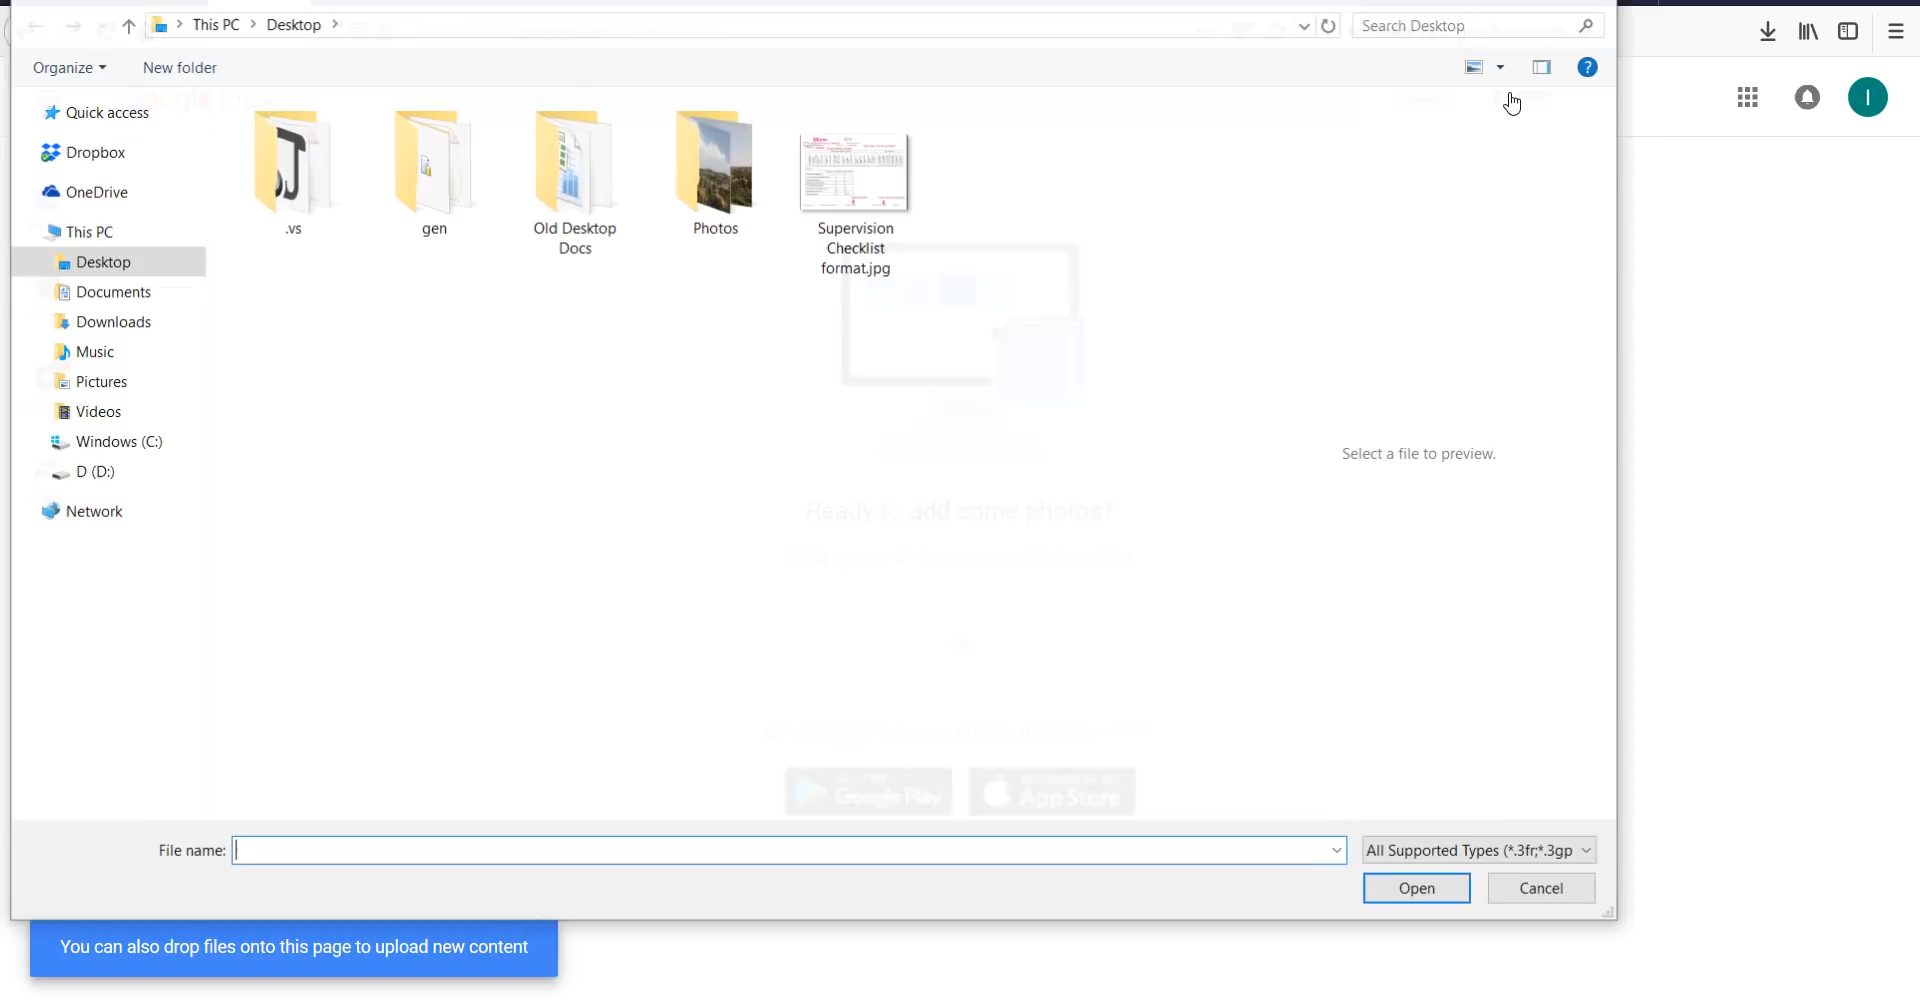 This PC > Desktop >
Search Desktop
Organize
New folder
?
I
Quick access
Dropbox
OneDrive
This PC
Desktop
Documents
Downloads
Music
Pictures
Videos
Windows (C:)
D (D:)
Network
.vs
gen
Old Desktop
Docs
Photos
Supervision
Checklist
format.jpg
Select a file to preview.
Ready to add some photos?
Google Play
App Store
File name:
All Supported Types (*.3fr;*.3gp
Open
Cancel
You can also drop files onto this page to upload new content